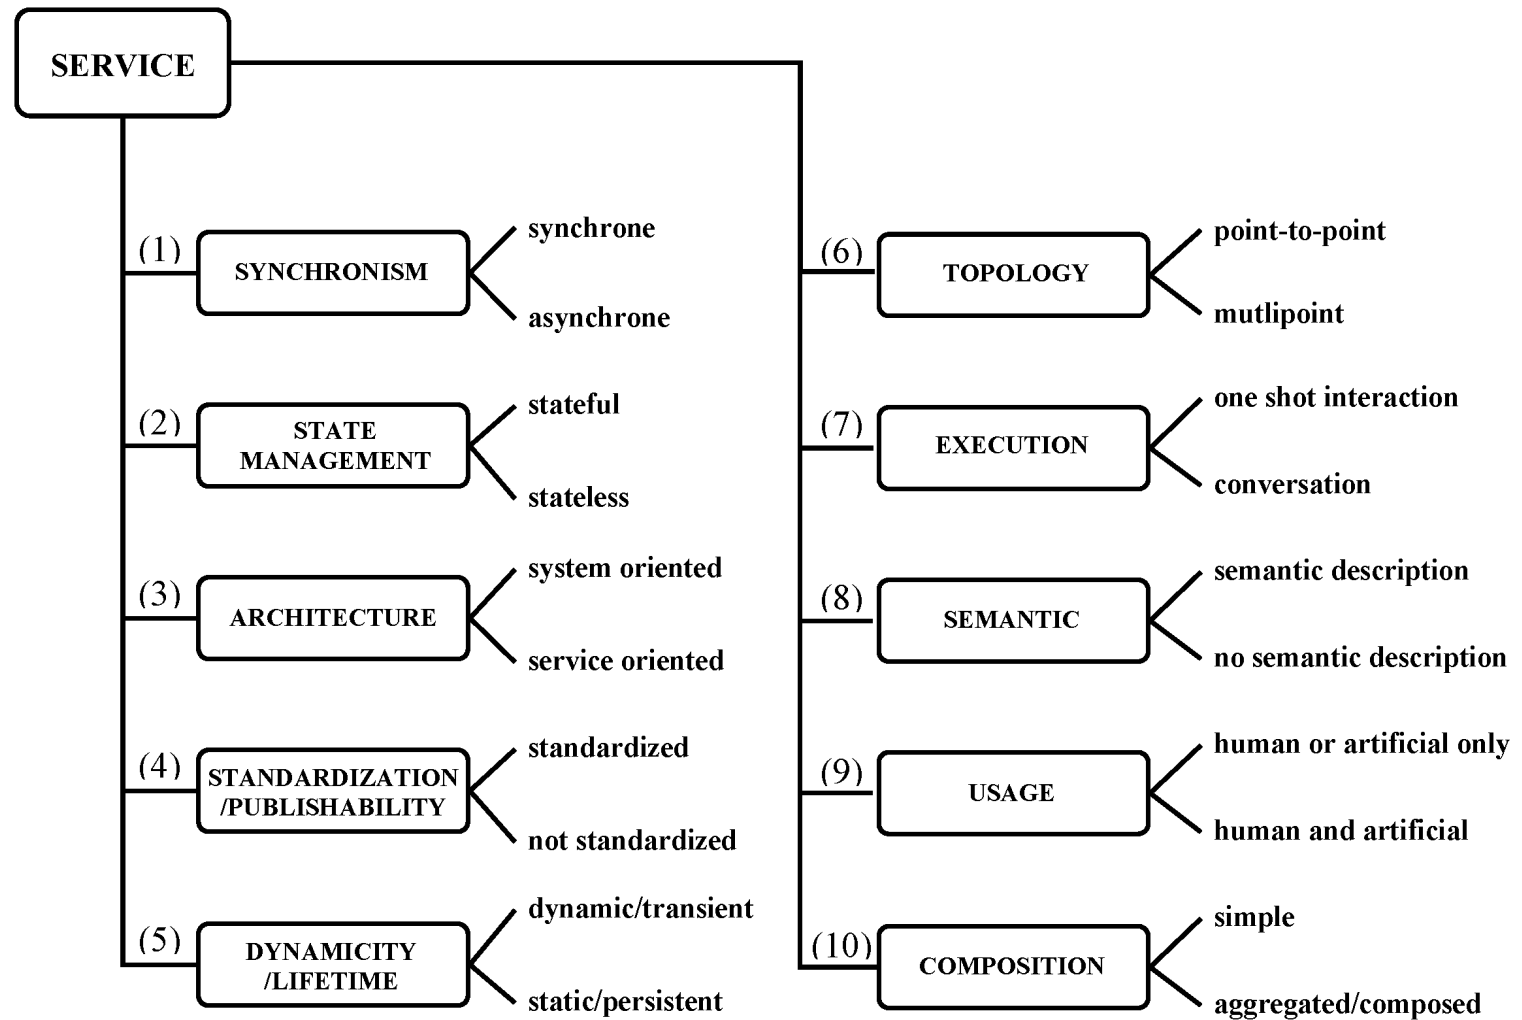 SERVICE
(1)
SYNCHRONISM
synchrone
asynchrone
(2)
STATE
MANAGEMENT
stateful
stateless
(3)
ARCHITECTURE
system oriented
service oriented
(4)
STANDARDIZATION
/PUBLISHABILITY
standardized
not standardized
(5)
DYNAMICITY
/LIFETIME
dynamic/transient
static/persistent
(6)
TOPOLOGY
point-to-point
mutlipoint
(7)
EXECUTION
one shot interaction
conversation
(8)
SEMANTIC
semantic description
no semantic description
(9)
USAGE
human or artificial only
human and artificial
(10)
COMPOSITION
simple
aggregated/composed